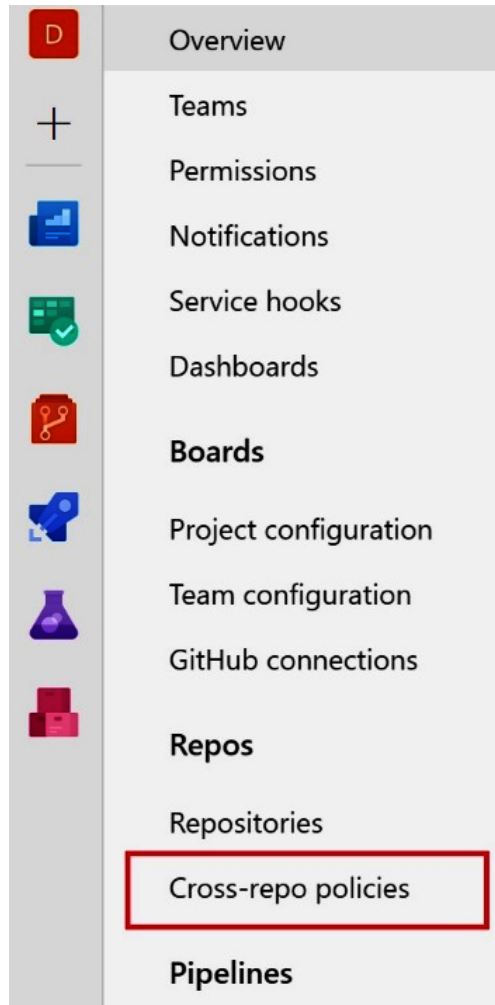 D
Overview
Teams
Permissions
Notifications
Service hooks
Dashboards
Boards
Project configuration
Team configuration
GitHub connections
Repos
Repositories
Cross-repo policies
Pipelines